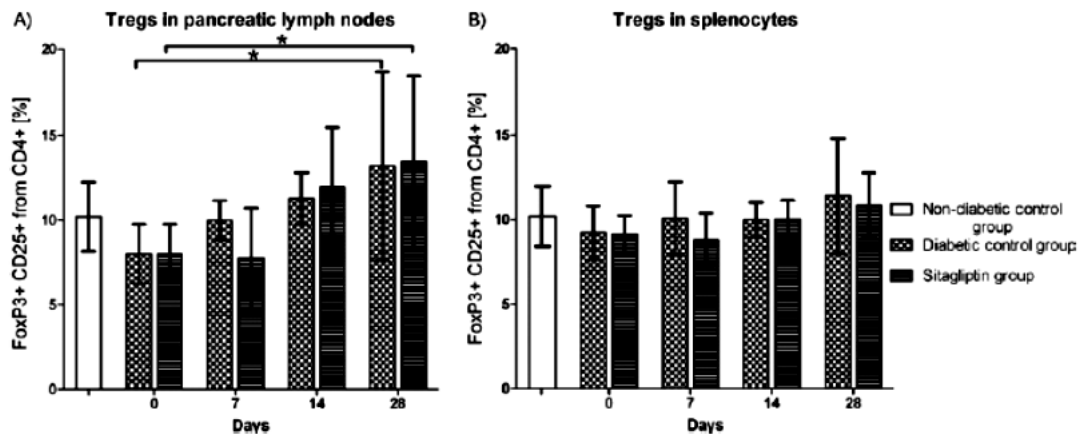 A) Tregs in pancreatic lymph nodes
* *
20
15
10
5
0
FoxP3+ CD25+ from CD4+ [%]
0 7 14 28
Days
B) Tregs in splenocytes
20
15
10
5
0
FoxP3+ CD25+ from CD4+ [%]
0 7 14 28
Days
Non-diabetic control
group
Diabetic control group
Sitagliptin group